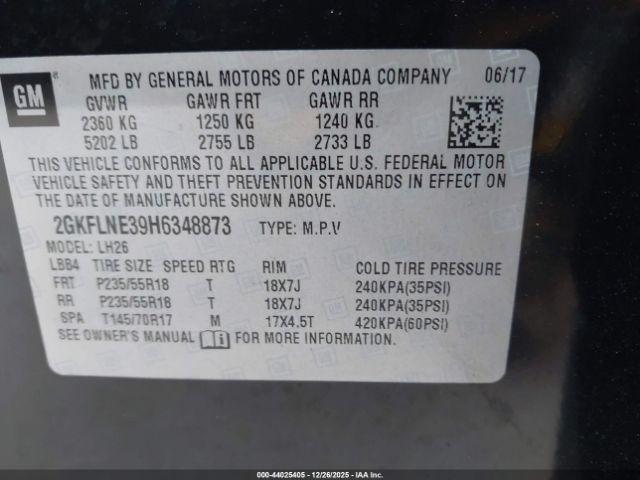 GM
MFD BY GENERAL MOTORS OF CANADA COMPANY 06/17
GVWR GAWR FRT GAWR RR
2360 KG 1250 KG 1240 KG
5202 LB 2755 LB 2733 LB
THIS VEHICLE CONFORMS TO ALL APPLICABLE U.S. FEDERAL MOTOR
VEHICLE SAFETY AND THEFT PREVENTION STANDARDS IN EFFECT ON
THE DATE OF MANUFACTURE SHOWN ABOVE.
2GKFLNE39H6348873 TYPE: M.P.V
MODEL: LH26
LBB4 TIRE SIZE SPEED RTG RIM COLD TIRE PRESSURE
FRT P235/55R18 T 18X7J 240KPA(35PSI)
RR P235/55R18 T 18X7J 240KPA(35PSI)
SPA T145/70R17 M 17X4.5T 420KPA(60PSI)
SEE OWNER'S MANUAL FOR MORE INFORMATION.
000-44025405 - 12/26/2025 - IAAI.com